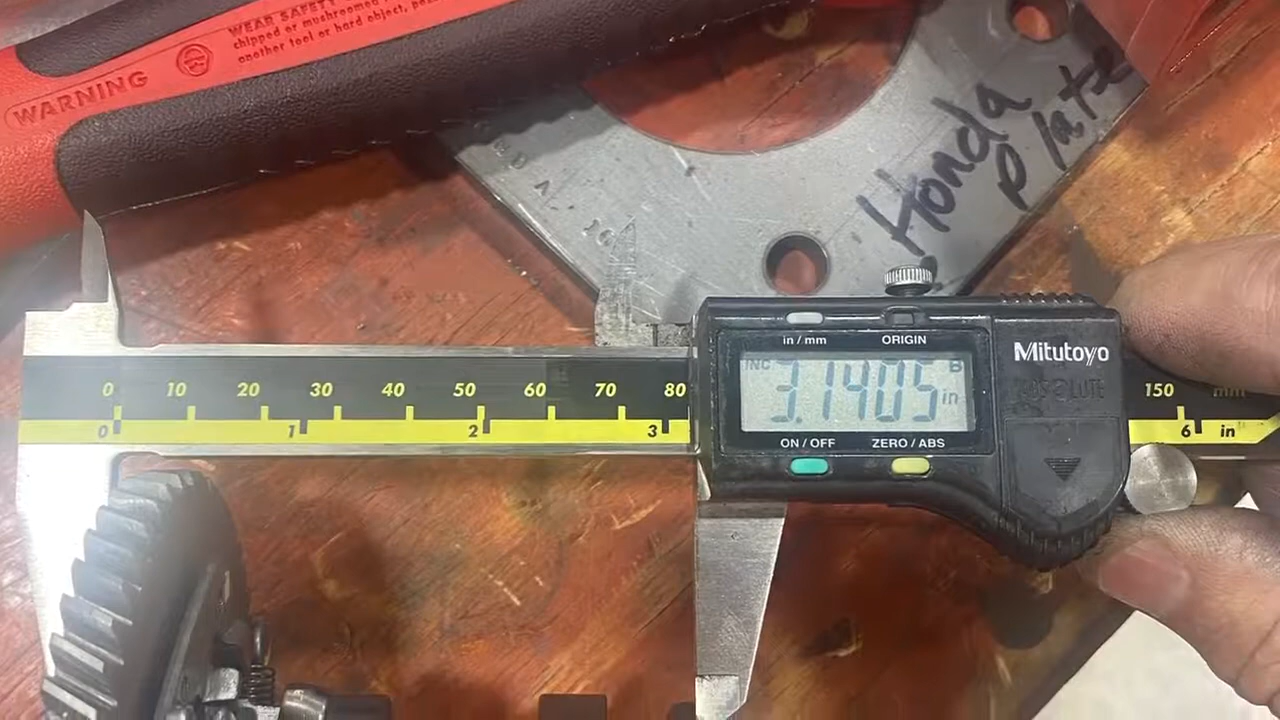 WEAR SAFETY
chipped or mushroomed
another tool or hard object,
WARNING
Honda
Plate
in / mm
ORIGIN
Mitutoyo
INC
3.1405 in
B
ABSOLUTE
ON / OFF
ZERO / ABS
0 10 20 30 40 50 60 70 80 150 mm
0 1 2 3 6 in